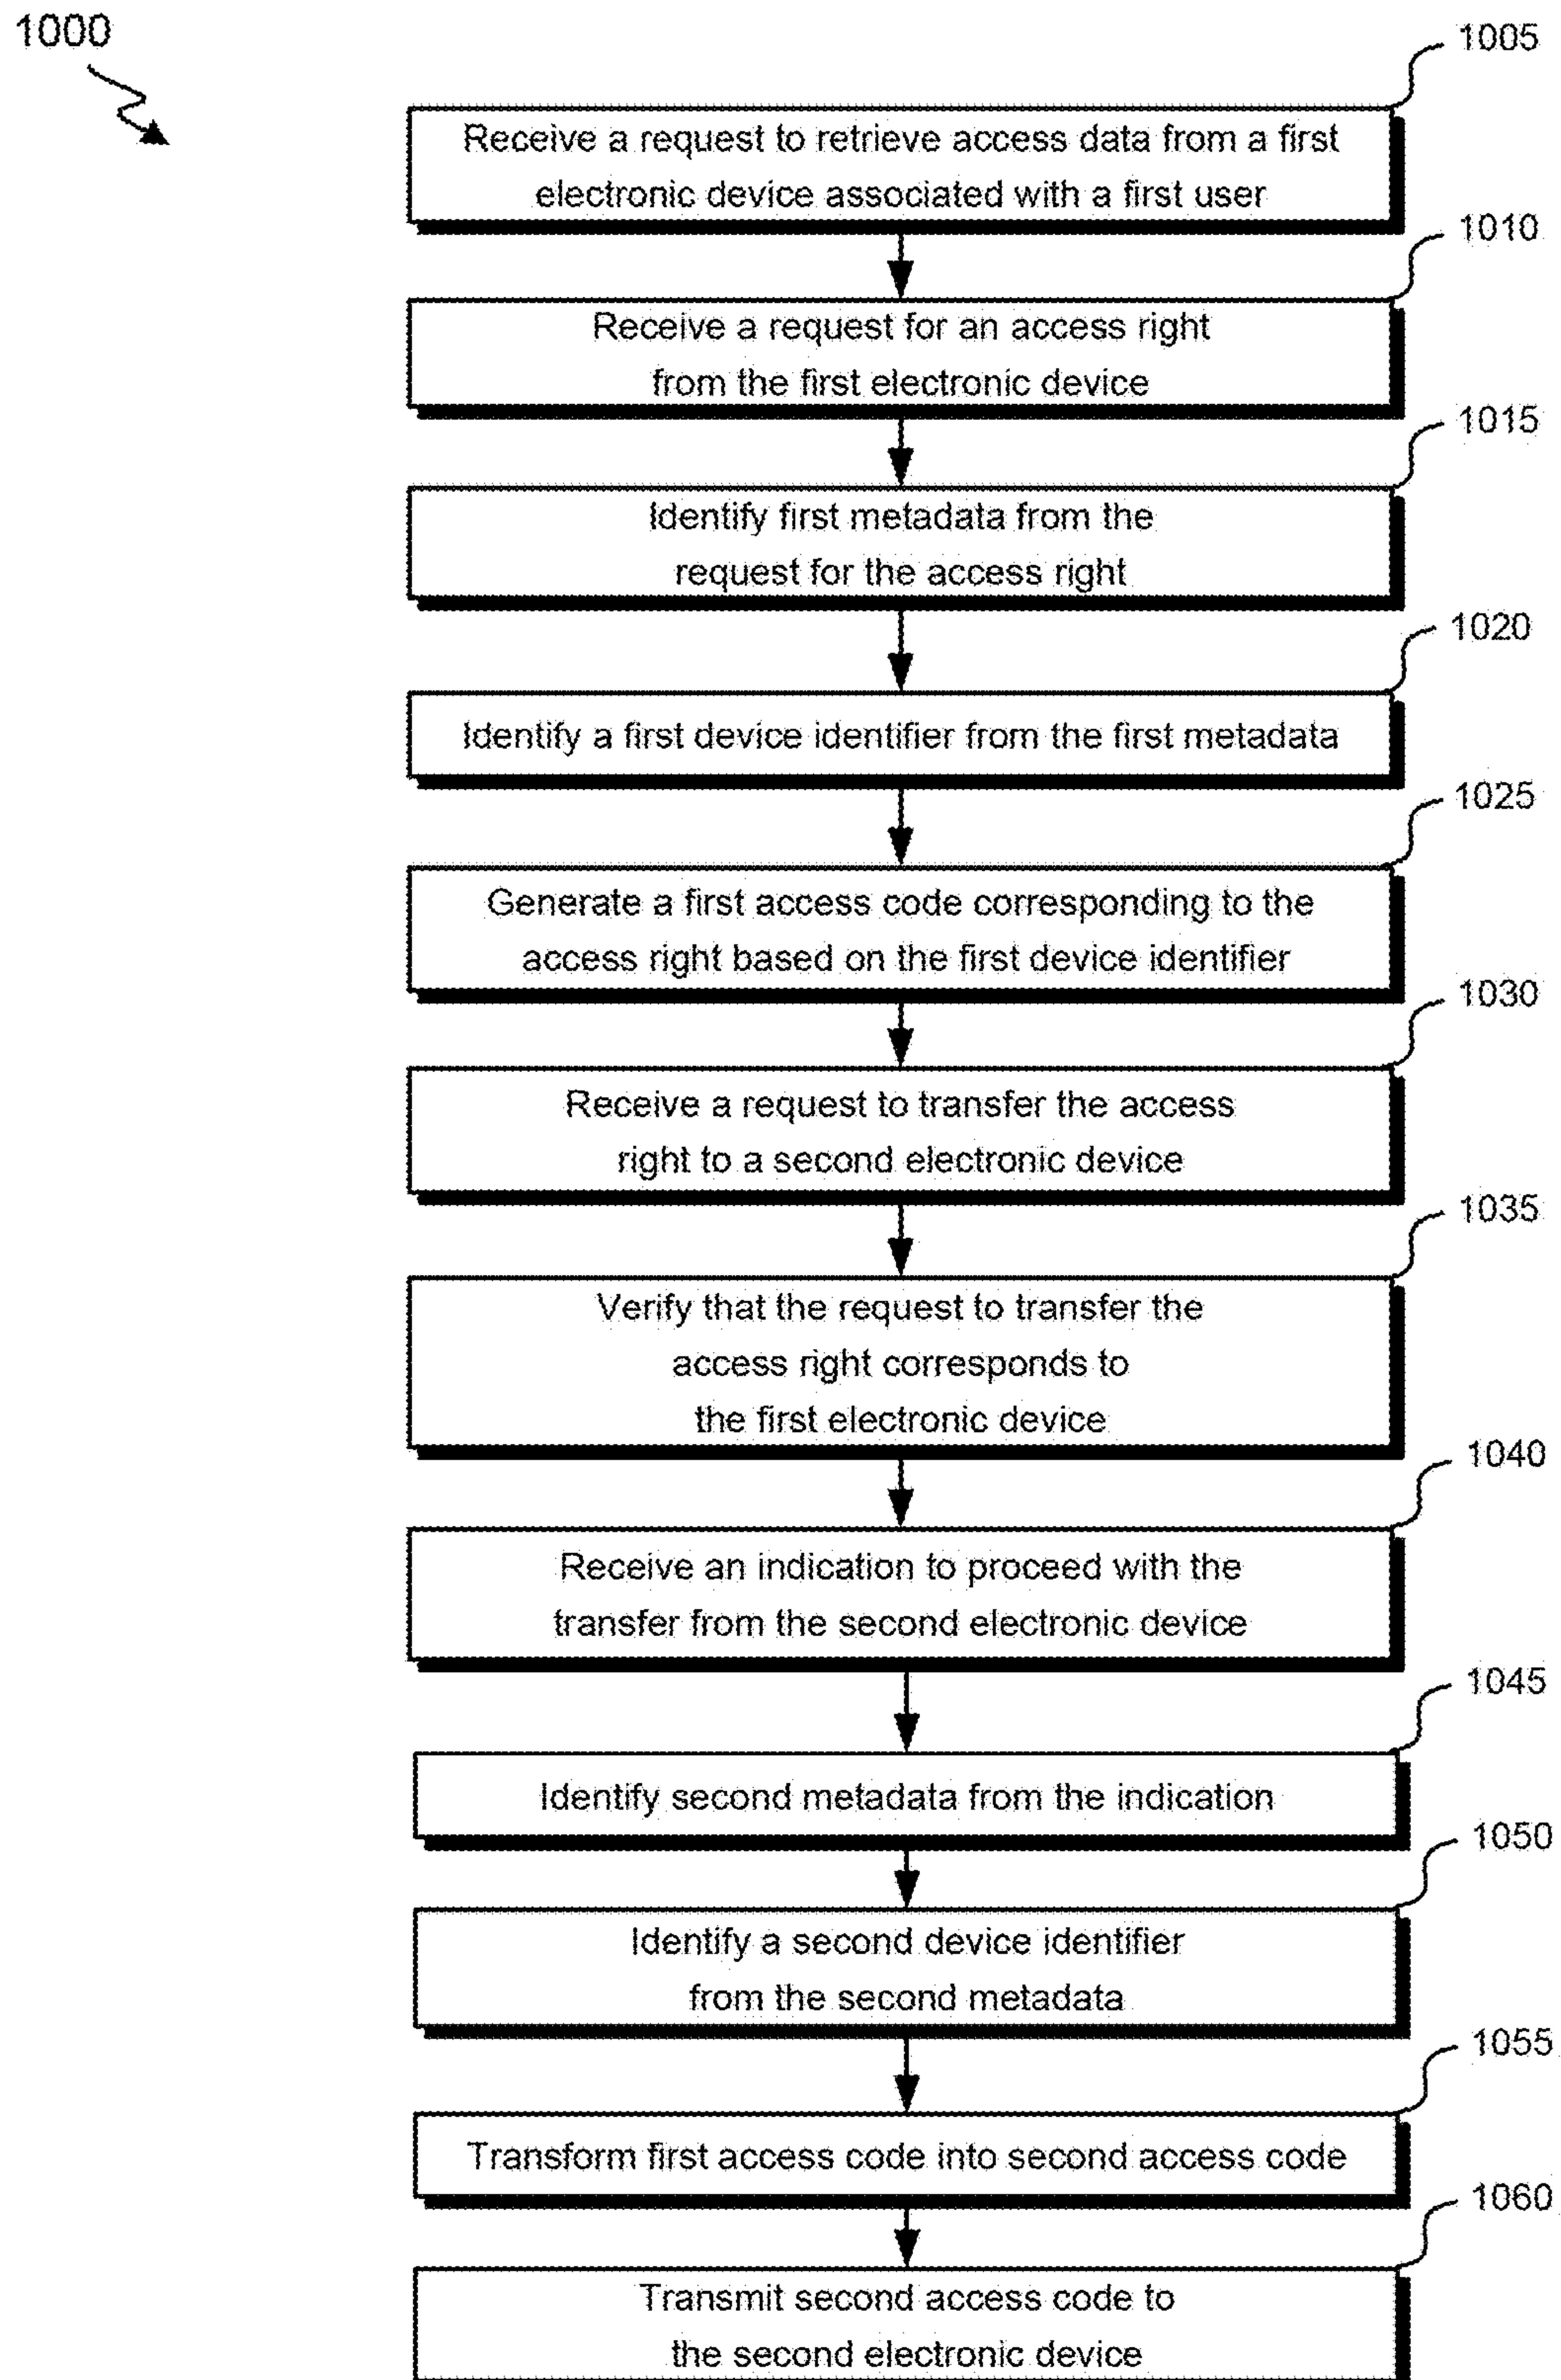 1000
1005
Receive a request to retrieve access data from a first
electronic device associated with a first user
1010
Receive a request for an access right
from the first electronic device
1015
Identify first metadata from the
request for the access right
1020
Identify a first device identifier from the first metadata
1025
Generate a first access code corresponding to the
access right based on the first device identifier
1030
Receive a request to transfer the access
right to a second electronic device
1035
Verify that the request to transfer the
access right corresponds to
the first electronic device
1040
Receive an indication to proceed with the
transfer from the second electronic device
1045
Identify second metadata from the indication
1050
Identify a second device identifier
from the second metadata
1055
Transform first access code into second access code
1060
Transmit second access code to
the second electronic device